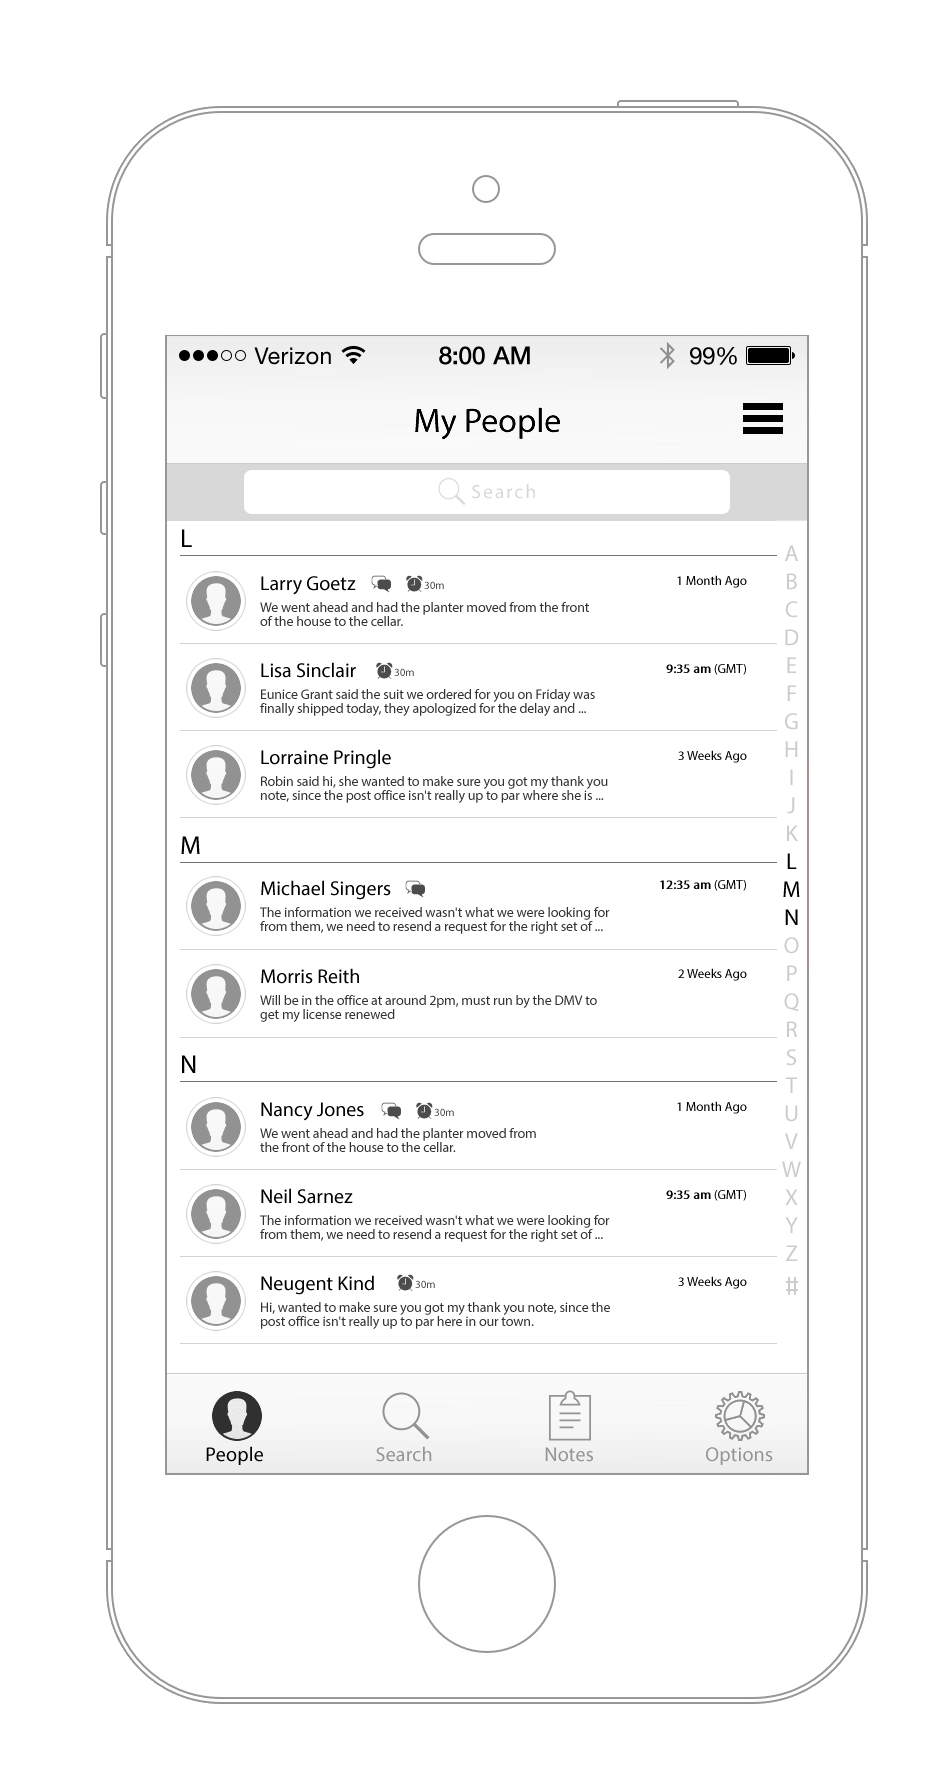 Verizon 8:00 AM 99%
My People
Search
L
Larry Goetz 30m 1 Month Ago
We went ahead and had the planter moved from the front
of the house to the cellar.
Lisa Sinclair 30m 9:35 am (GMT)
Eunice Grant said the suit we ordered for you on Friday was
finally shipped today, they apologized for the delay and ...
Lorraine Pringle 3 Weeks Ago
Robin said hi, she wanted to make sure you got my thank you
note, since the post office isn't really up to par where she is ...
M
Michael Singers 12:35 am (GMT)
The information we received wasn't what we were looking for
from them, we need to resend a request for the right set of ...
Morris Reith 2 Weeks Ago
Will be in the office at around 2pm, must run by the DMV to
get my license renewed
N
Nancy Jones 30m 1 Month Ago
We went ahead and had the planter moved from
the front of the house to the cellar.
Neil Sarnez 9:35 am (GMT)
The information we received wasn't what we were looking for
from them, we need to resend a request for the right set of ...
Neugent Kind 30m 3 Weeks Ago
Hi, wanted to make sure you got my thank you note, since the
post office isn't really up to par here in our town.
A
B
C
D
E
F
G
H
I
J
K
L
M
N
O
P
Q
R
S
T
U
V
W
X
Y
Z
#
People Search Notes Options